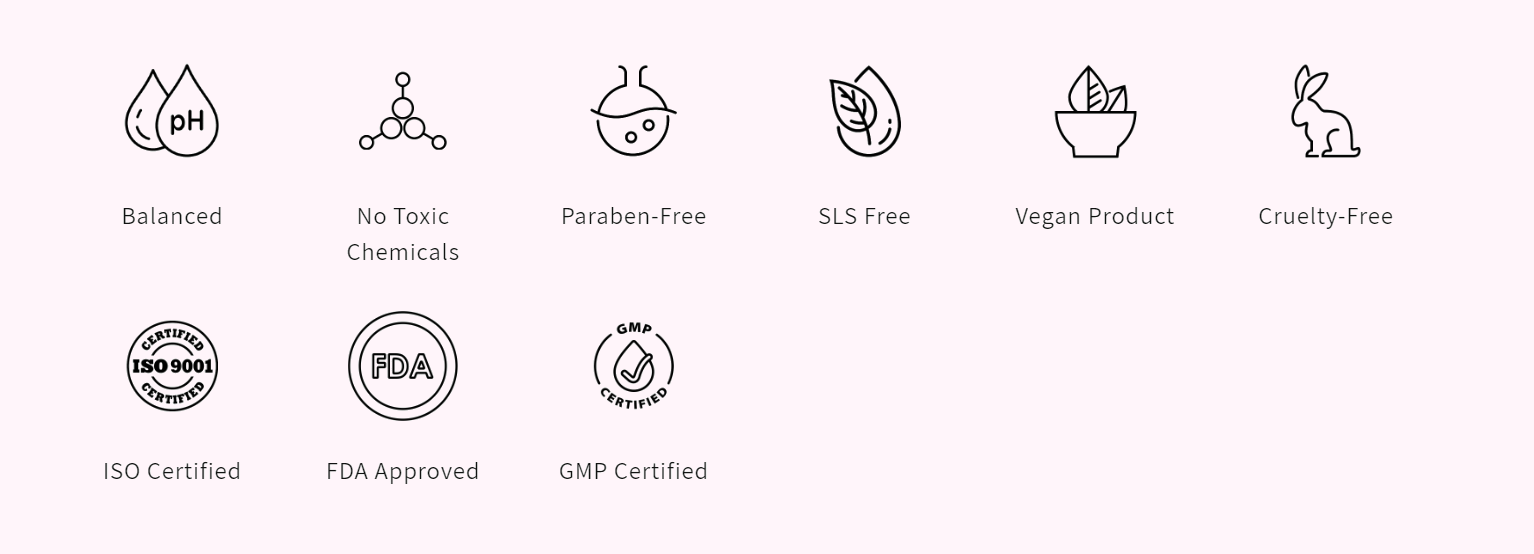 pH
Balanced
No Toxic
Chemicals
Paraben-Free
SLS Free
Vegan Product
Cruelty-Free
CERTIFIED
ISO 9001
CERTIFIED
ISO Certified
FDA
FDA Approved
GMP
CERTIFIED
GMP Certified